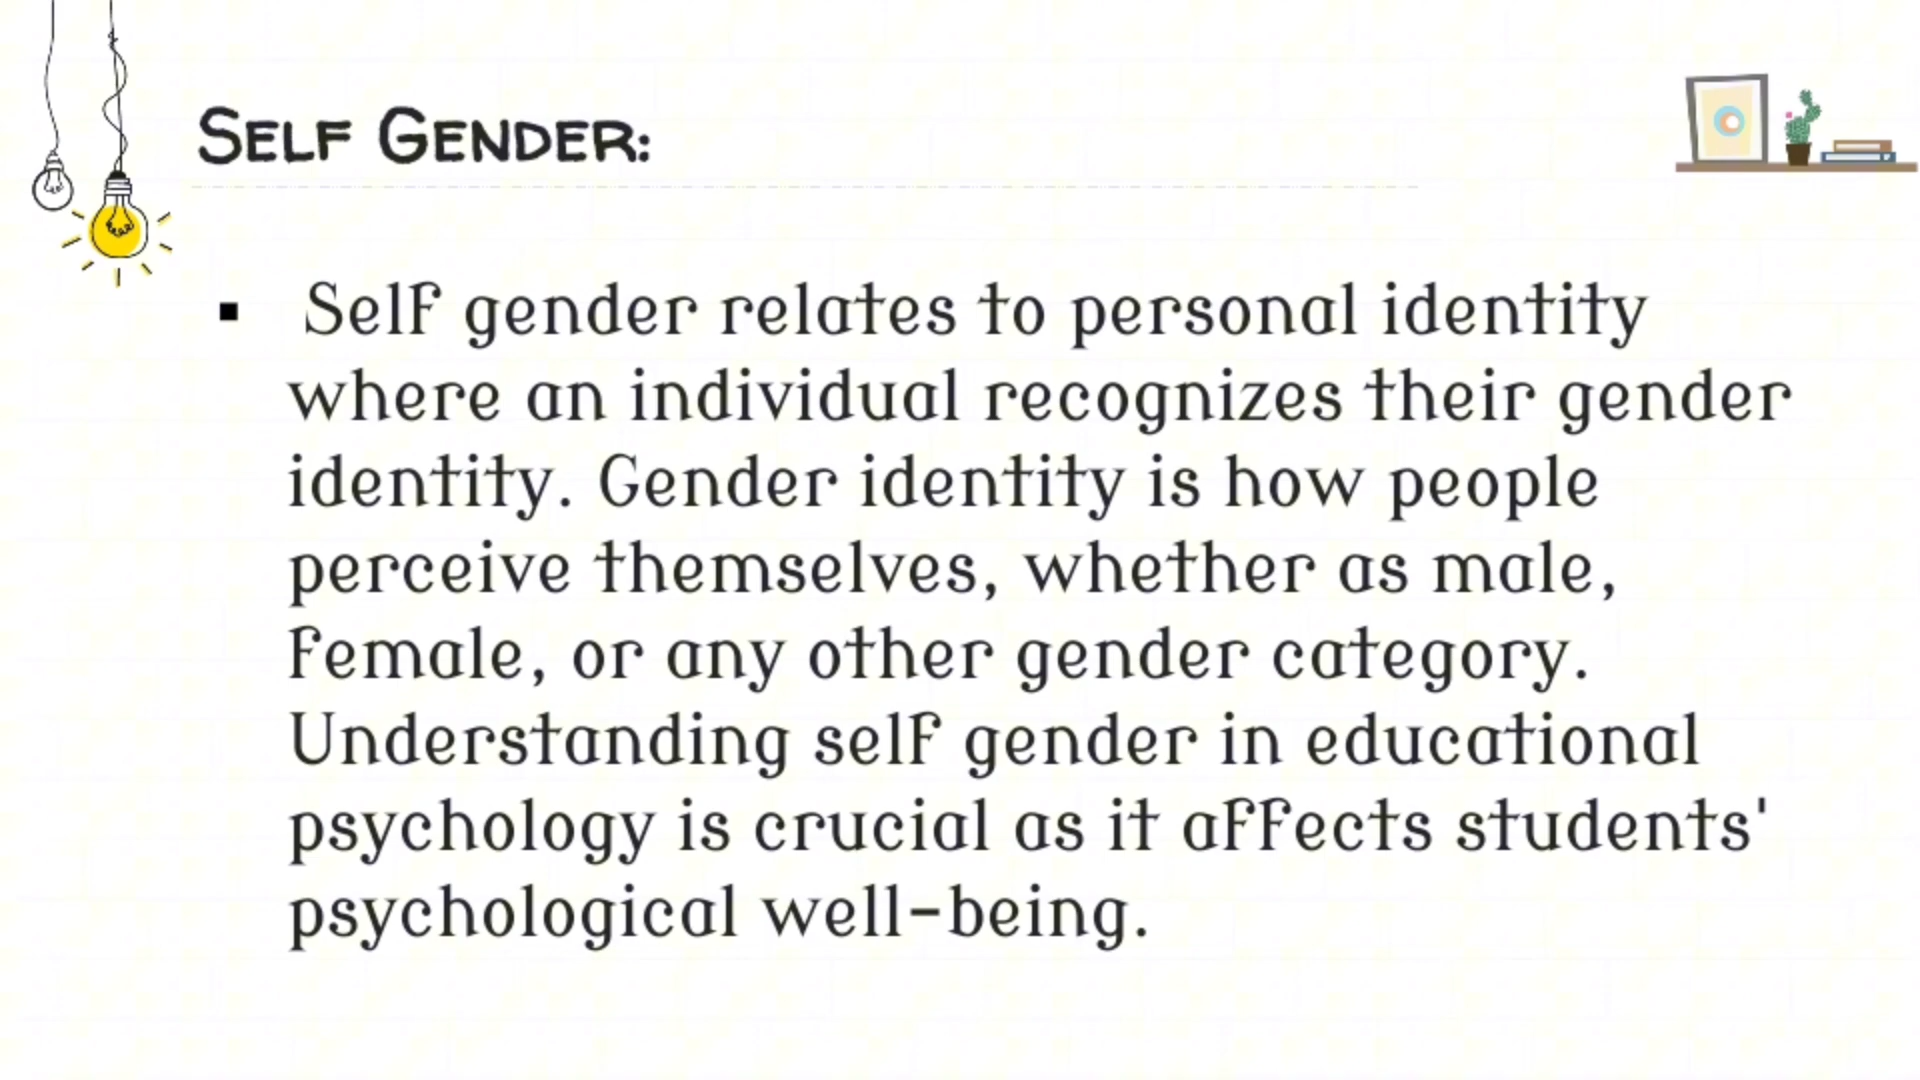 Self Gender:
▪ Self gender relates to personal identity
where an individual recognizes their gender
identity. Gender identity is how people
perceive themselves, whether as male,
female, or any other gender category.
Understanding self gender in educational
psychology is crucial as it affects students'
psychological well-being.